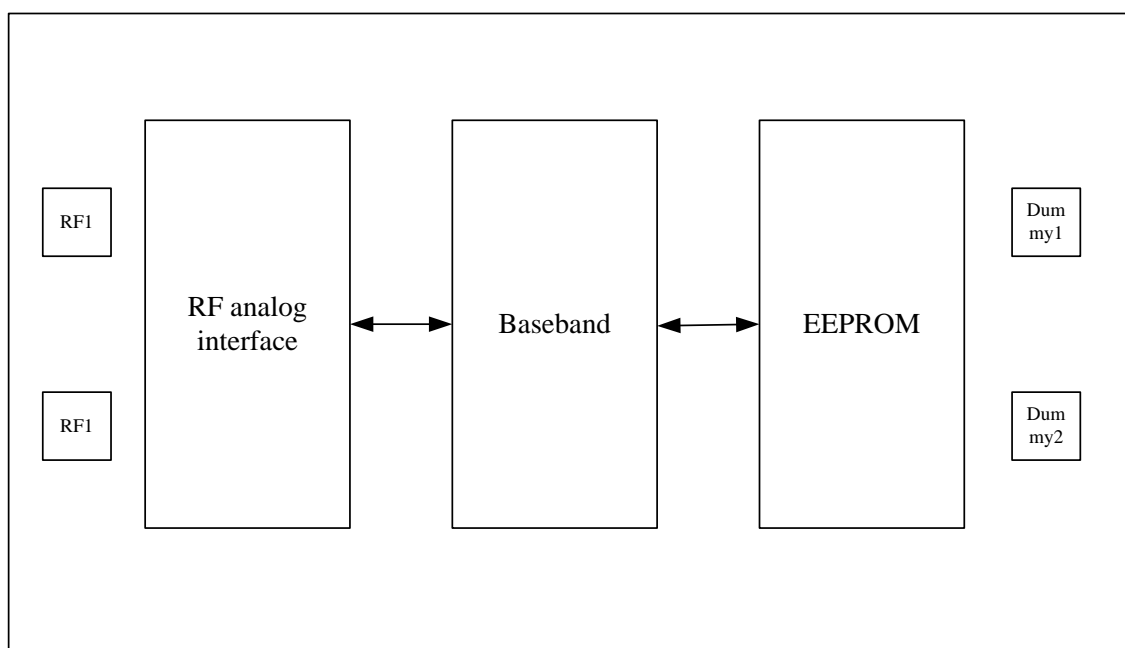 RF1
RF analog
interface
Baseband
EEPROM
Dum
my1
RF1
Dum
my2